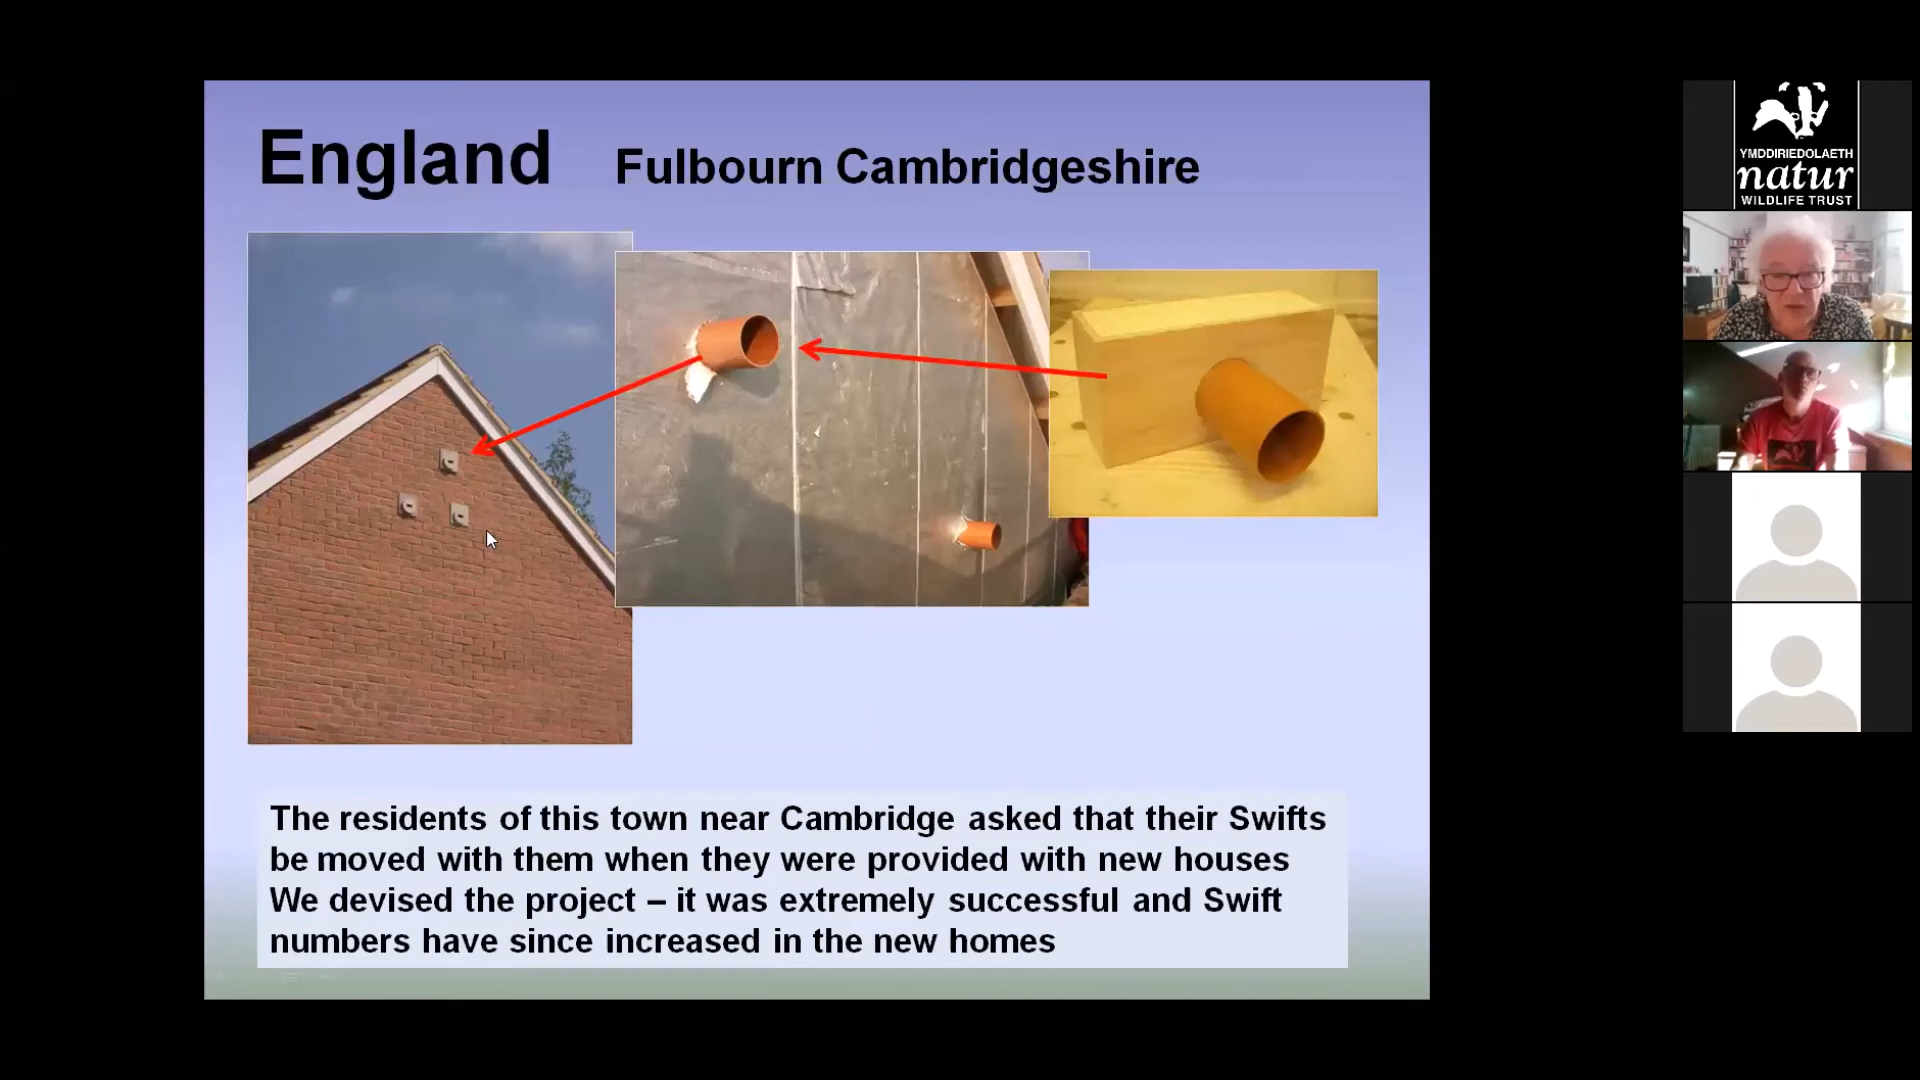 England Fulbourn Cambridgeshire
The residents of this town near Cambridge asked that their Swifts
be moved with them when they were provided with new houses
We devised the project – it was extremely successful and Swift
numbers have since increased in the new homes
YMDDIRIEDOLAETH
natur
WILDLIFE TRUST